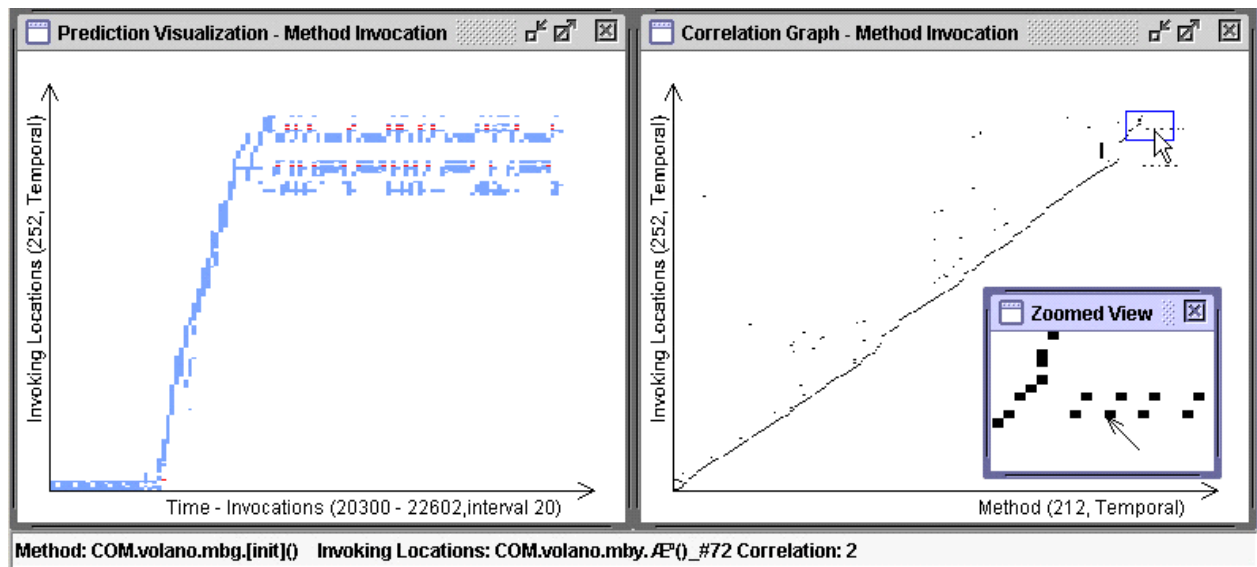 Prediction Visualization - Method Invocation
Invoking Locations (252, Temporal)
Time - Invocations (20300 - 22602,interval 20)
Correlation Graph - Method Invocation
Invoking Locations (252, Temporal)
Zoomed View
Method (212, Temporal)
Method: COM.volano.mbg.[init]() Invoking Locations: COM.volano.mby.Æª()_#72 Correlation: 2